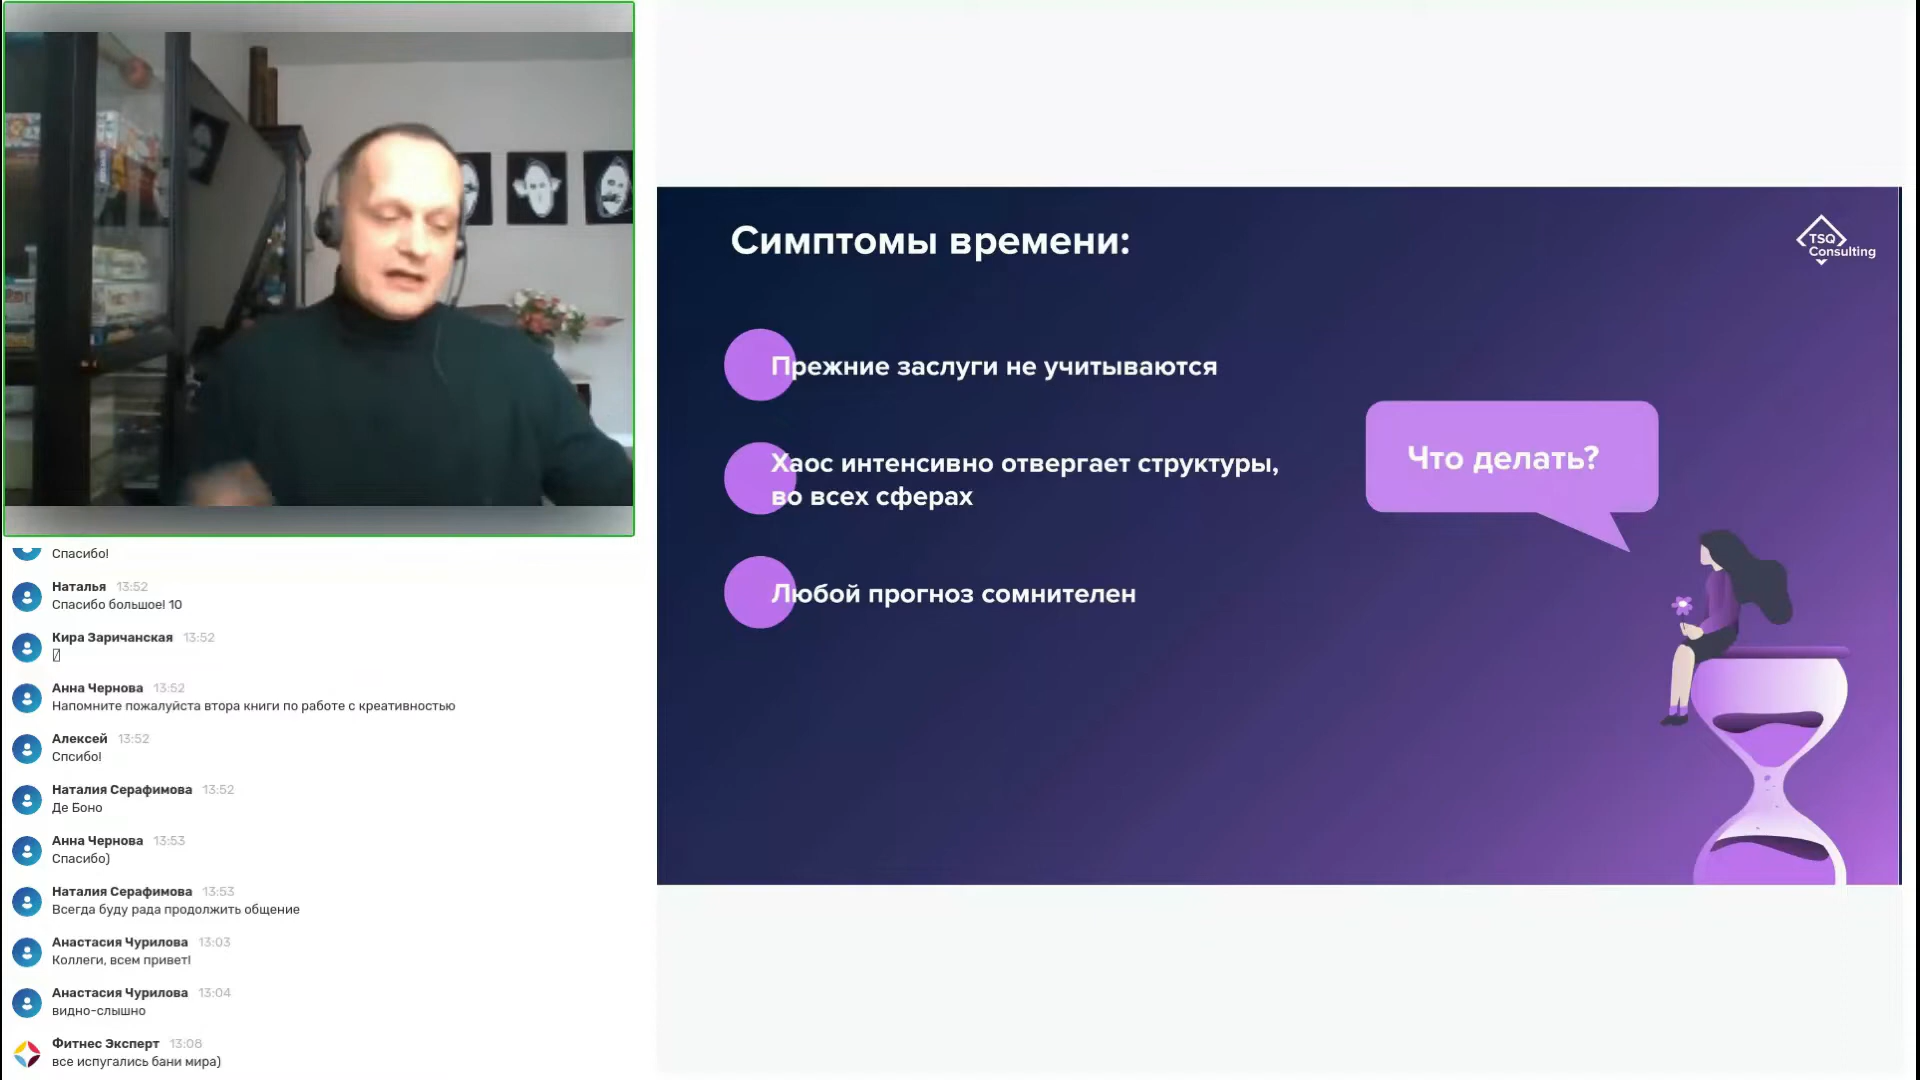 Симптомы времени:
TSQ
Consulting
Прежние заслуги не учитываются
Хаос интенсивно отвергает структуры,
во всех сферах
Любой прогноз сомнителен
Что делать?
Спасибо!
Наталья 13:52
Спасибо большое! 10
Кира Заричанская 13:52
Анна Чернова 13:52
Напомните пожалуйста втора книги по работе с креативностью
Алексей 13:52
Спсибо!
Наталия Серафимова 13:52
Де Боно
Анна Чернова 13:53
Спасибо)
Наталия Серафимова 13:53
Всегда буду рада продолжить общение
Анастасия Чурилова 13:03
Коллеги, всем привет!
Анастасия Чурилова 13:04
видно-слышно
Фитнес Эксперт 13:08
все испугались бани мира)